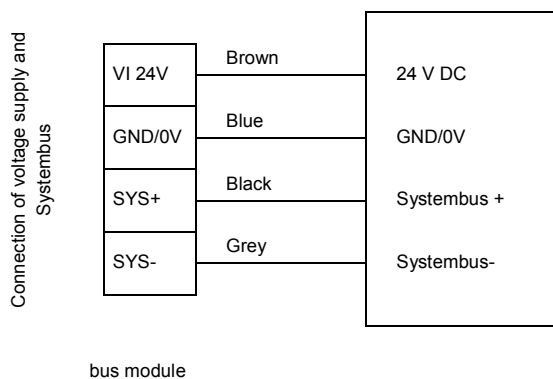 Connection of voltage supply and
Systembus
VI 24V Brown 24 V DC
GND/0V Blue GND/0V
SYS+ Black Systembus +
SYS- Grey Systembus-
bus module